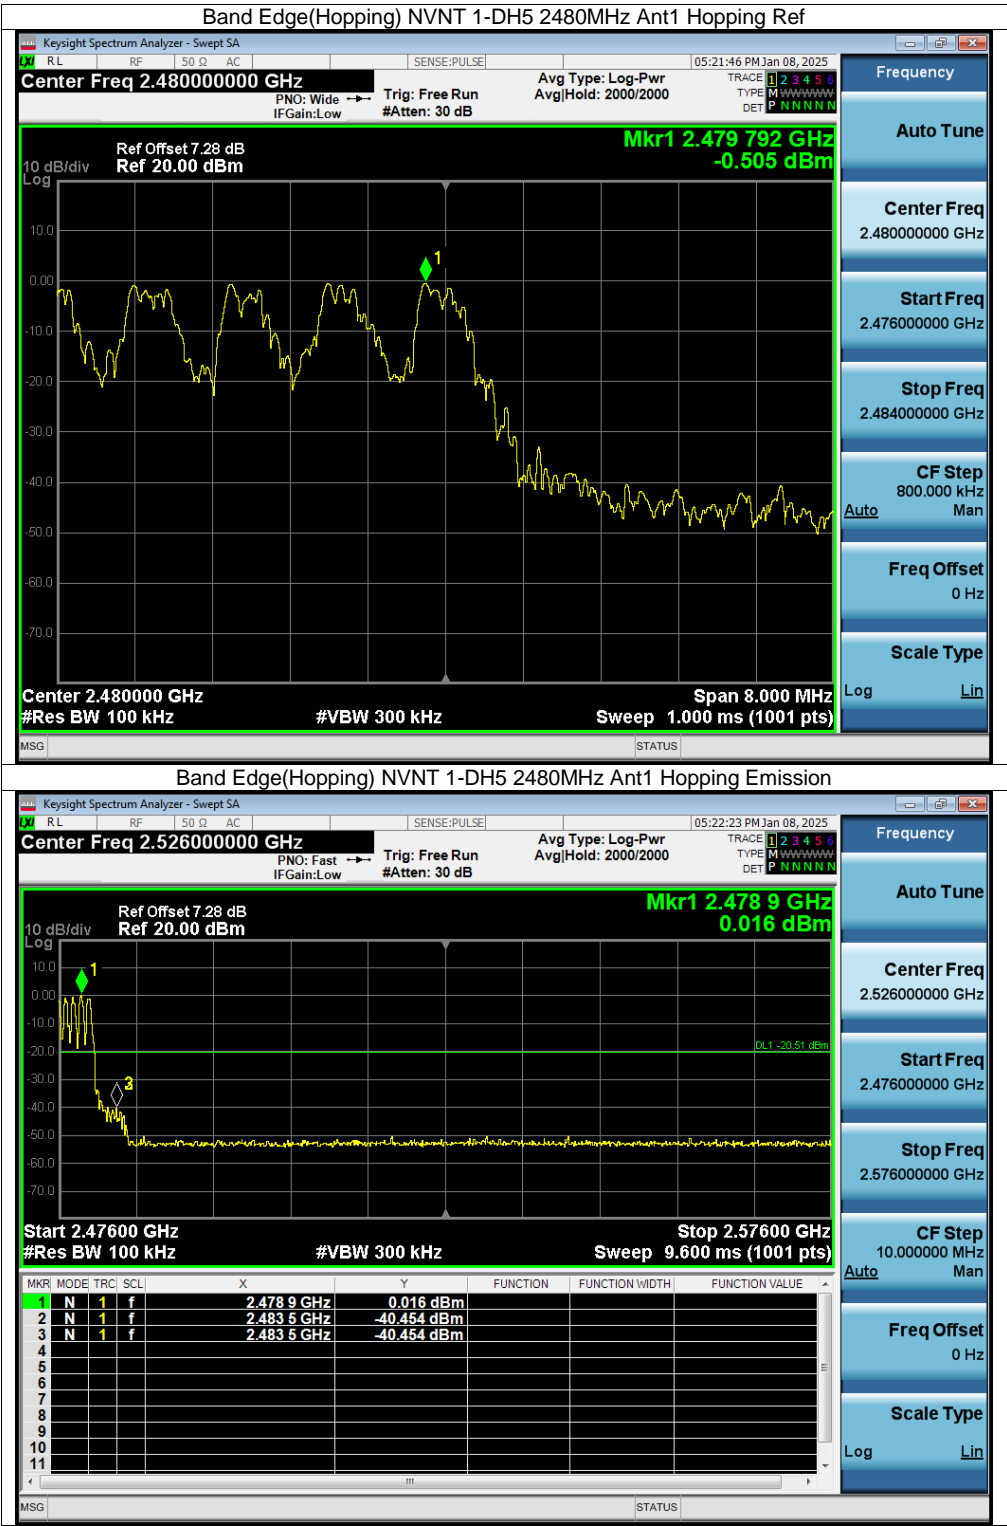 Band Edge(Hopping) NVNT 1-DH5 2480MHz Ant1 Hopping Ref
Keysight Spectrum Analyzer - Swept SA
LXI RL RF 50 Ω AC SENSE:PULSE 05:21:46 PM Jan 08, 2025
Center Freq 2.480000000 GHz
PNO: Wide
IFGain:Low
Trig: Free Run
#Atten: 30 dB
Avg Type: Log-Pwr
Avg|Hold: 2000/2000
TRACE 1 2 3 4 5 6
TYPE M WWWWW
DET P N N N N N
Ref Offset 7.28 dB
Ref 20.00 dBm
10 dB/div
Log
Mkr1 2.479 792 GHz
-0.505 dBm
10.0
0.00
-10.0
-20.0
-30.0
-40.0
-50.0
-60.0
-70.0
1
Center 2.480000 GHz
Span 8.000 MHz
#Res BW 100 kHz
#VBW 300 kHz
Sweep 1.000 ms (1001 pts)
MSG
STATUS
Frequency
Auto Tune
Center Freq
2.480000000 GHz
Start Freq
2.476000000 GHz
Stop Freq
2.484000000 GHz
CF Step
800.000 kHz
Auto Man
Freq Offset
0 Hz
Scale Type
Log Lin
Band Edge(Hopping) NVNT 1-DH5 2480MHz Ant1 Hopping Emission
Keysight Spectrum Analyzer - Swept SA
LXI RL RF 50 Ω AC SENSE:PULSE 05:22:23 PM Jan 08, 2025
Center Freq 2.526000000 GHz
PNO: Fast
IFGain:Low
Trig: Free Run
#Atten: 30 dB
Avg Type: Log-Pwr
Avg|Hold: 2000/2000
TRACE 1 2 3 4 5 6
TYPE M WWWWW
DET P N N N N N
Ref Offset 7.28 dB
Ref 20.00 dBm
10 dB/div
Log
Mkr1 2.478 9 GHz
0.016 dBm
10.0
0.00
-10.0
-20.0
-30.0
-40.0
-50.0
-60.0
-70.0
1
3
DL1 -20.51 dBm
Start 2.47600 GHz
Stop 2.57600 GHz
#Res BW 100 kHz
#VBW 300 kHz
Sweep 9.600 ms (1001 pts)
MKR MODE TRC SCL X Y FUNCTION FUNCTION WIDTH FUNCTION VALUE
1 N 1 f 2.478 9 GHz 0.016 dBm
2 N 1 f 2.483 5 GHz -40.454 dBm
3 N 1 f 2.483 5 GHz -40.454 dBm
4
5
6
7
8
9
10
11
MSG
STATUS
Frequency
Auto Tune
Center Freq
2.526000000 GHz
Start Freq
2.476000000 GHz
Stop Freq
2.576000000 GHz
CF Step
10.000000 MHz
Auto Man
Freq Offset
0 Hz
Scale Type
Log Lin